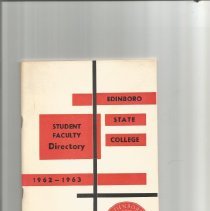 EDINBORO
STATE
COLLEGE
STUDENT
FACULTY
Directory
1962-1963